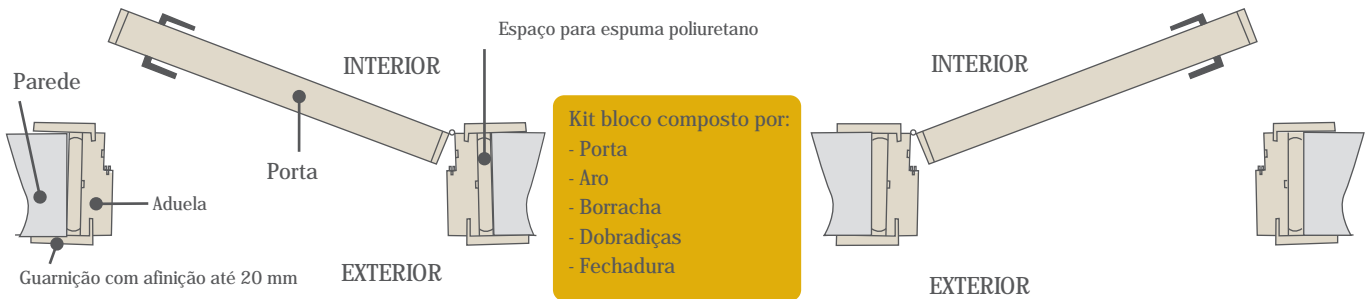 Espaço para espuma poliuretano
INTERIOR
Parede
Porta
Aduela
Guarnição com afinição até 20 mm
EXTERIOR
Kit bloco composto por:
- Porta
- Aro
- Borracha
- Dobradiças
- Fechadura
INTERIOR
EXTERIOR